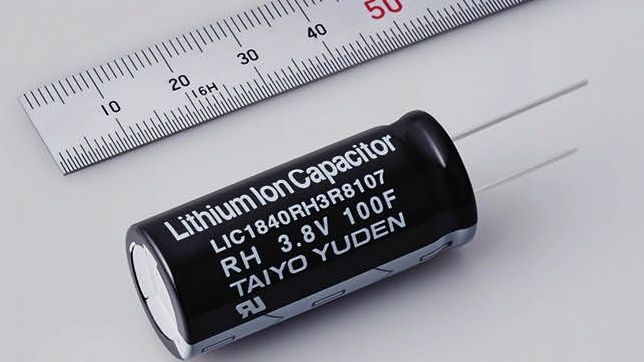 10 20 16H 30 40 50
Lithium Ion Capacitor
LIC1840RH3R8107
RH 3.8V 100F
TAIYO YUDEN